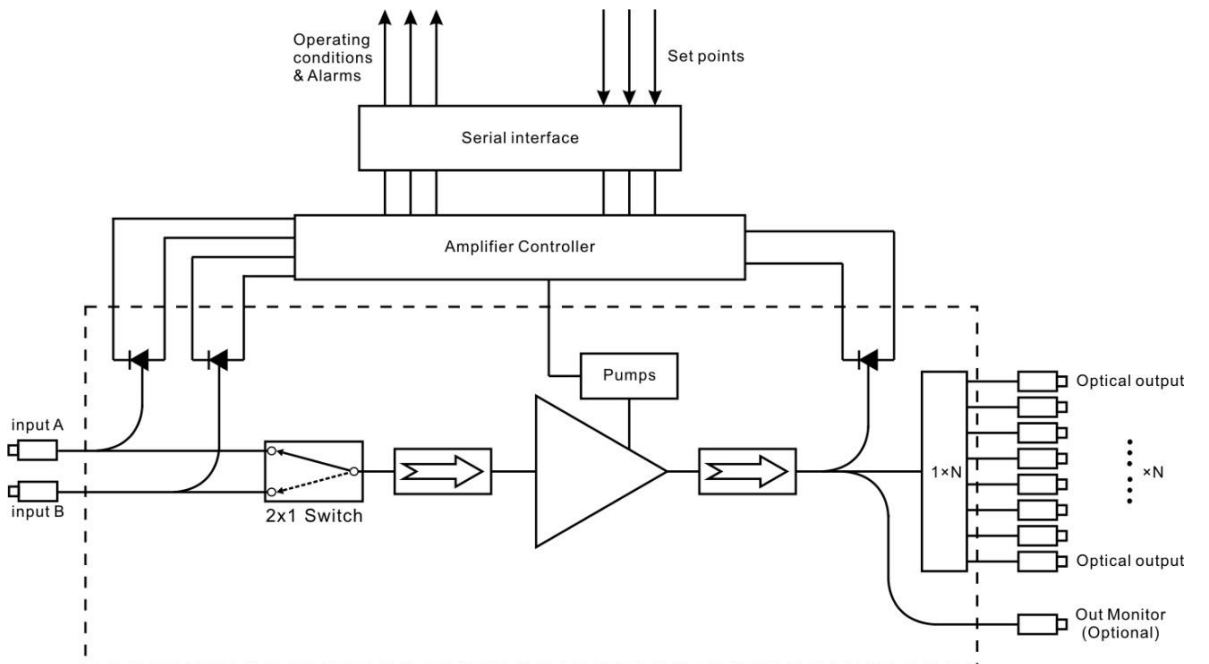 Operating
conditions
& Alarms
Set points
Serial interface
Amplifier Controller
Pumps
input A
input B
2x1 Switch
1×N
Optical output
×N
Optical output
Out Monitor
(Optional)